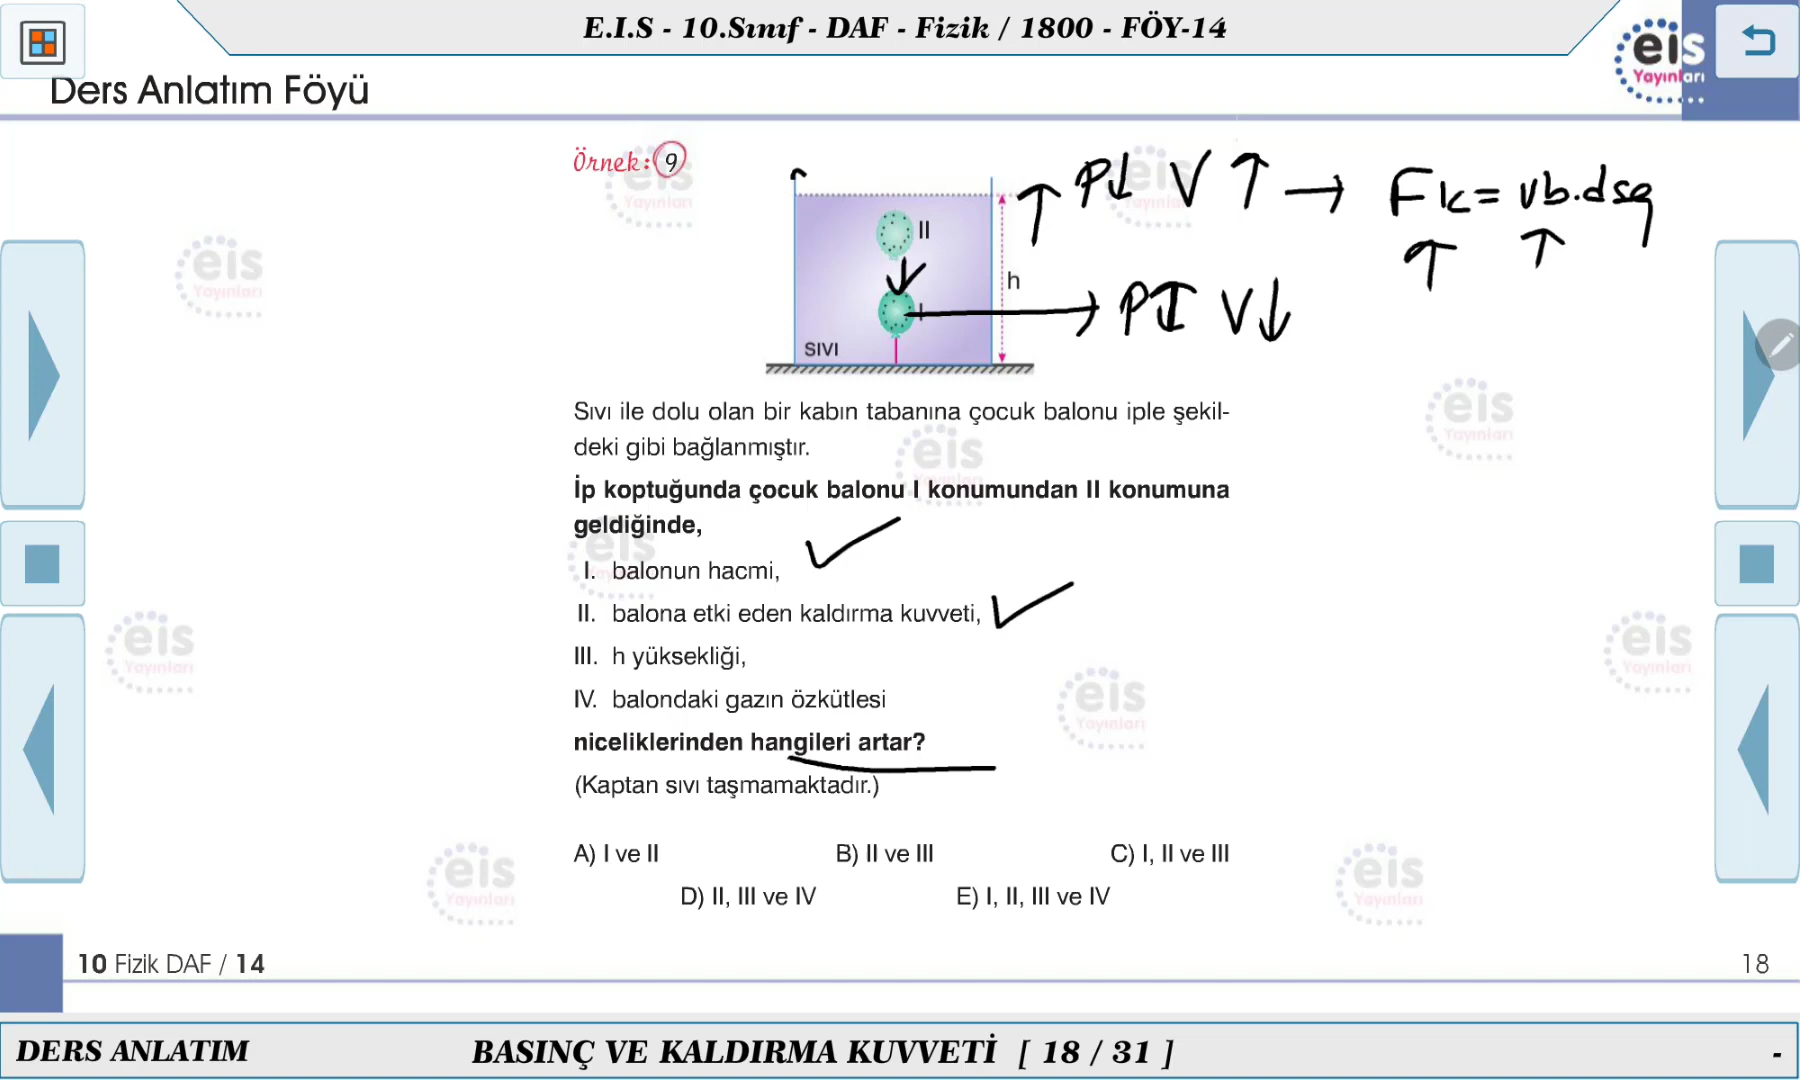 E.I.S - 10.Sınıf - DAF - Fizik / 1800 - FÖY-14
eis
Yayınları
Ders Anlatım Föyü
Örnek: 9
II
I
h
SIVI
↑ P↓ V ↑ → Fk = vb.dsg
↑ ↑
→ P↑ V↓
Sıvı ile dolu olan bir kabın tabanına çocuk balonu iple şekil-
deki gibi bağlanmıştır.
İp koptuğunda çocuk balonu I konumundan II konumuna
geldiğinde,
I. balonun hacmi,
II. balona etki eden kaldırma kuvveti,
III. h yüksekliği,
IV. balondaki gazın özkütlesi
niceliklerinden hangileri artar?
(Kaptan sıvı taşmamaktadır.)
A) I ve II B) II ve III C) I, II ve III
D) II, III ve IV E) I, II, III ve IV
10 Fizik DAF / 14
18
DERS ANLATIM BASINÇ VE KALDIRMA KUVVETİ [ 18 / 31 ] -